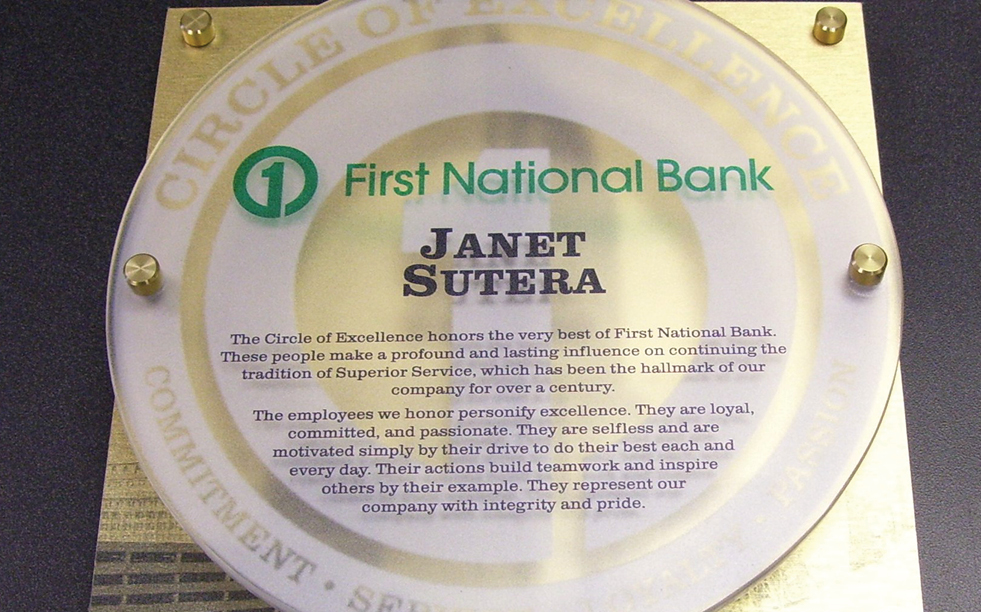 CIRCLE OF EXCELLENCE
1 First National Bank
JANET
SUTERA
The Circle of Excellence honors the very best of First National Bank.
These people make a profound and lasting influence on continuing the
tradition of Superior Service, which has been the hallmark of our
company for over a century.
The employees we honor personify excellence. They are loyal,
committed, and passionate. They are selfless and are
motivated simply by their drive to do their best each and
every day. Their actions build teamwork and inspire
others by their example. They represent our
company with integrity and pride.
COMMITMENT •